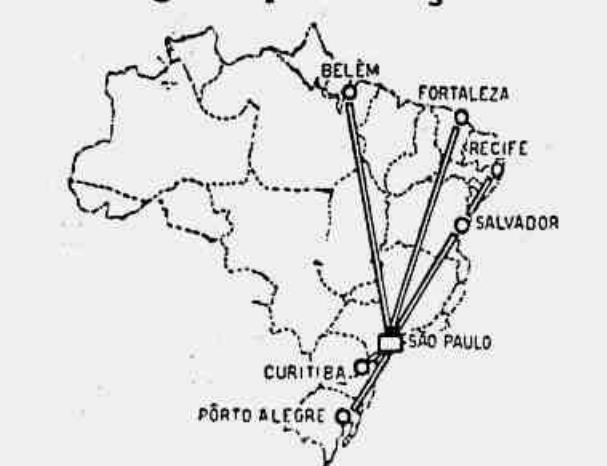 BELÉM
FORTALEZA
RECIFE
SALVADOR
SÃO PAULO
CURITIBA
PÔRTO ALEGRE